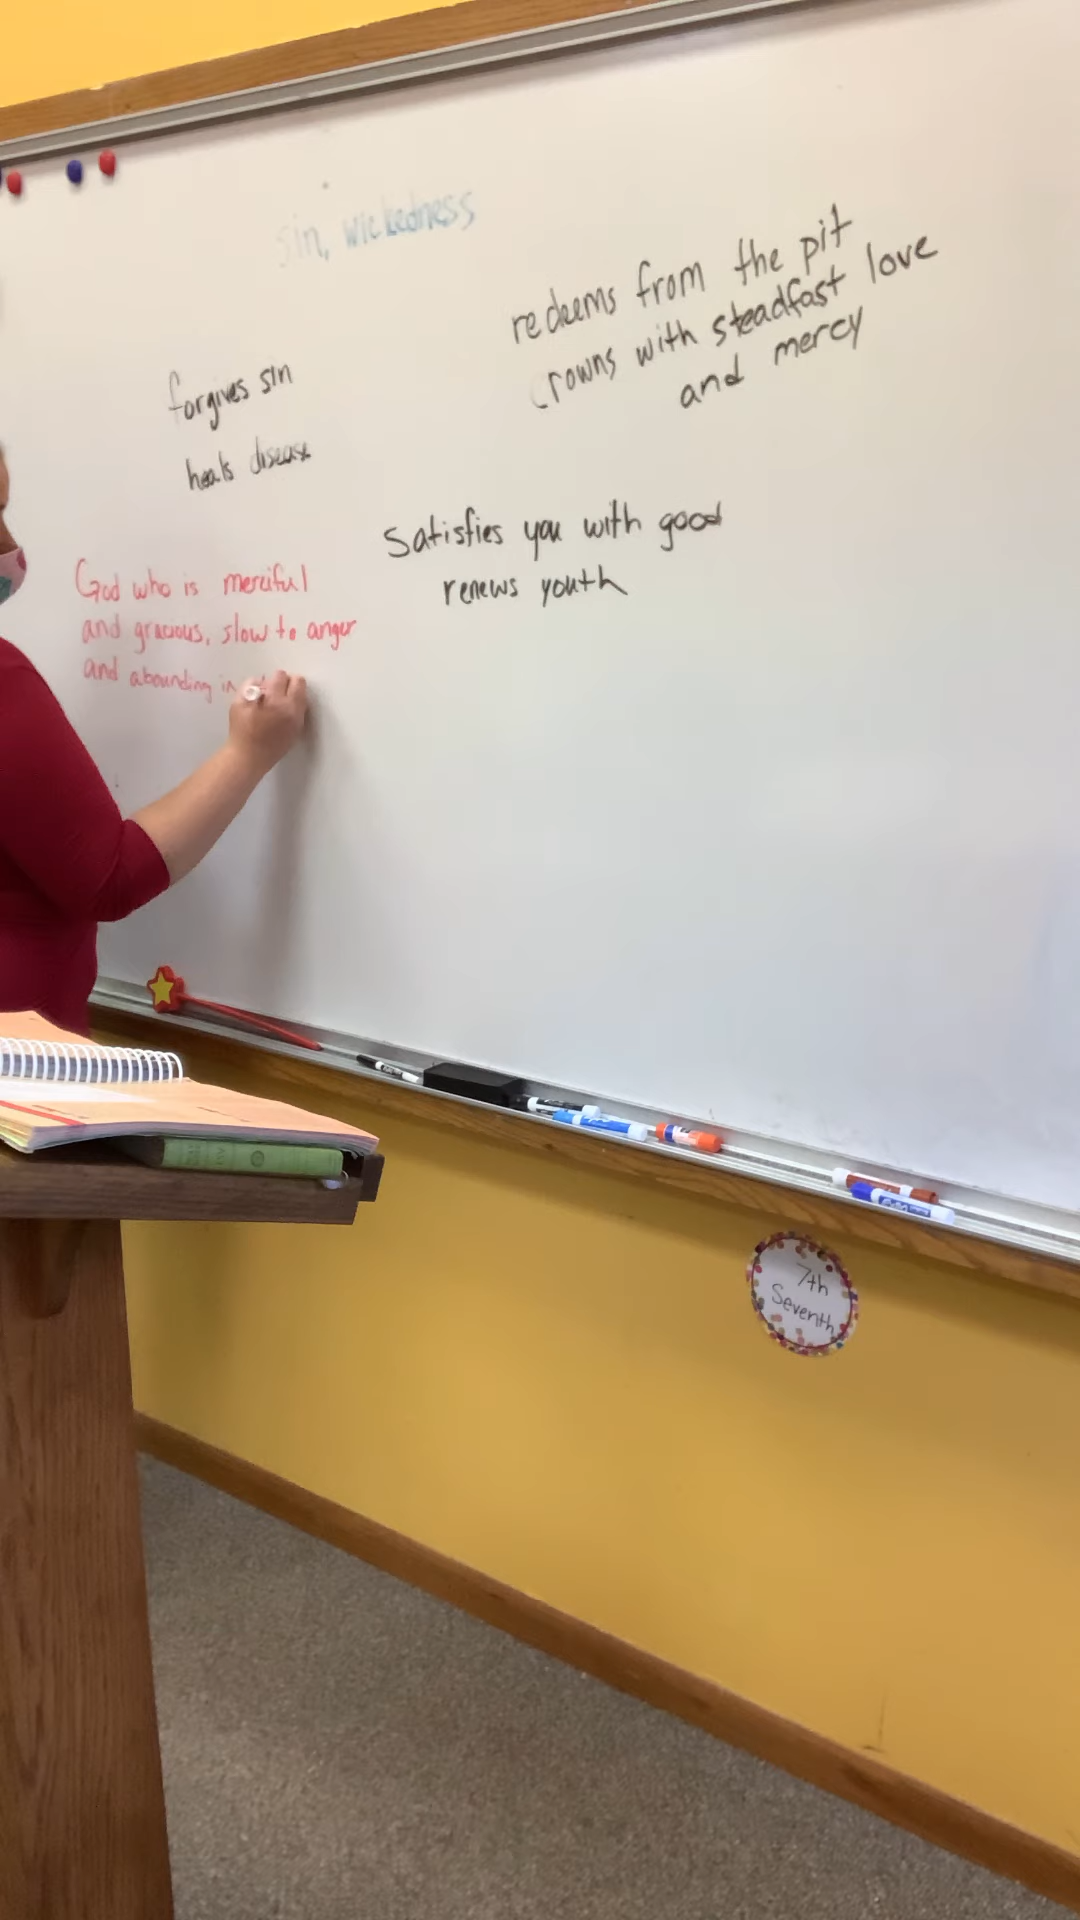 sin, wickedness
redeems from the pit
crowns with steadfast love
and mercy
forgives sin
heals disease
Satisfies you with good
renews youth
God who is merciful
and gracious, slow to anger
and abounding in
7th
Seventh